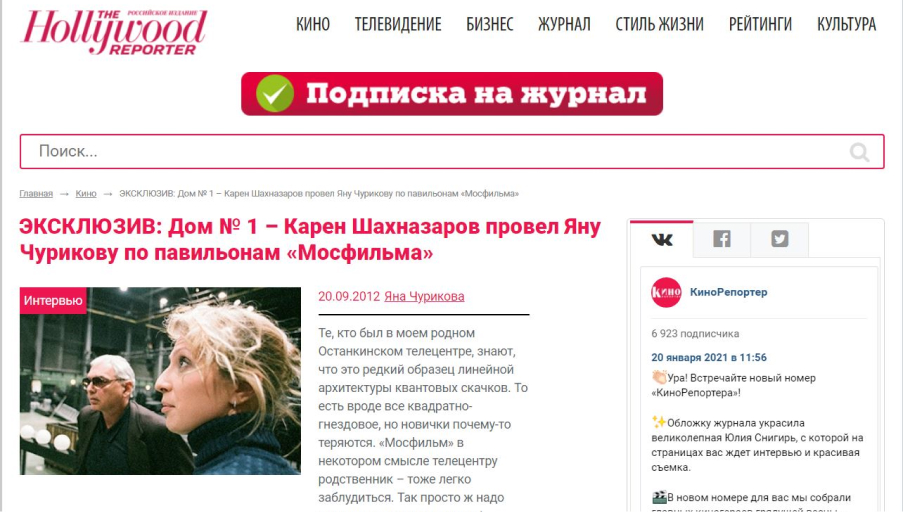 THE РОССИЙСКОЕ ИЗДАНИЕ
Hollywood
REPORTER
КИНО ТЕЛЕВИДЕНИЕ БИЗНЕС ЖУРНАЛ СТИЛЬ ЖИЗНИ РЕЙТИНГИ КУЛЬТУРА
Подписка на журнал
Поиск...
Главная → Кино → ЭКСКЛЮЗИВ: Дом № 1 – Карен Шахназаров провел Яну Чурикову по павильонам «Мосфильма»
ЭКСКЛЮЗИВ: Дом № 1 – Карен Шахназаров провел Яну
Чурикову по павильонам «Мосфильма»
Интервью
20.09.2012 Яна Чурикова
Те, кто был в моем родном
Останкинском телецентре, знают,
что это редкий образец линейной
архитектуры квантовых скачков. То
есть вроде все квадратно-
гнездовое, но новички почему-то
теряются. «Мосфильм» в
некотором смысле телецентру
родственник – тоже легко
заблудиться. Так просто ж надо
КИНО
КиноРепортер
6 923 подписчика
20 января 2021 в 11:56
👏Ура! Встречайте новый номер
«КиноРепортера»!
✨Обложку журнала украсила
великолепная Юлия Снигирь, с которой на
страницах вас ждет интервью и красивая
съемка.
🎬В новом номере для вас мы собрали
главных киногероев грядущей весны